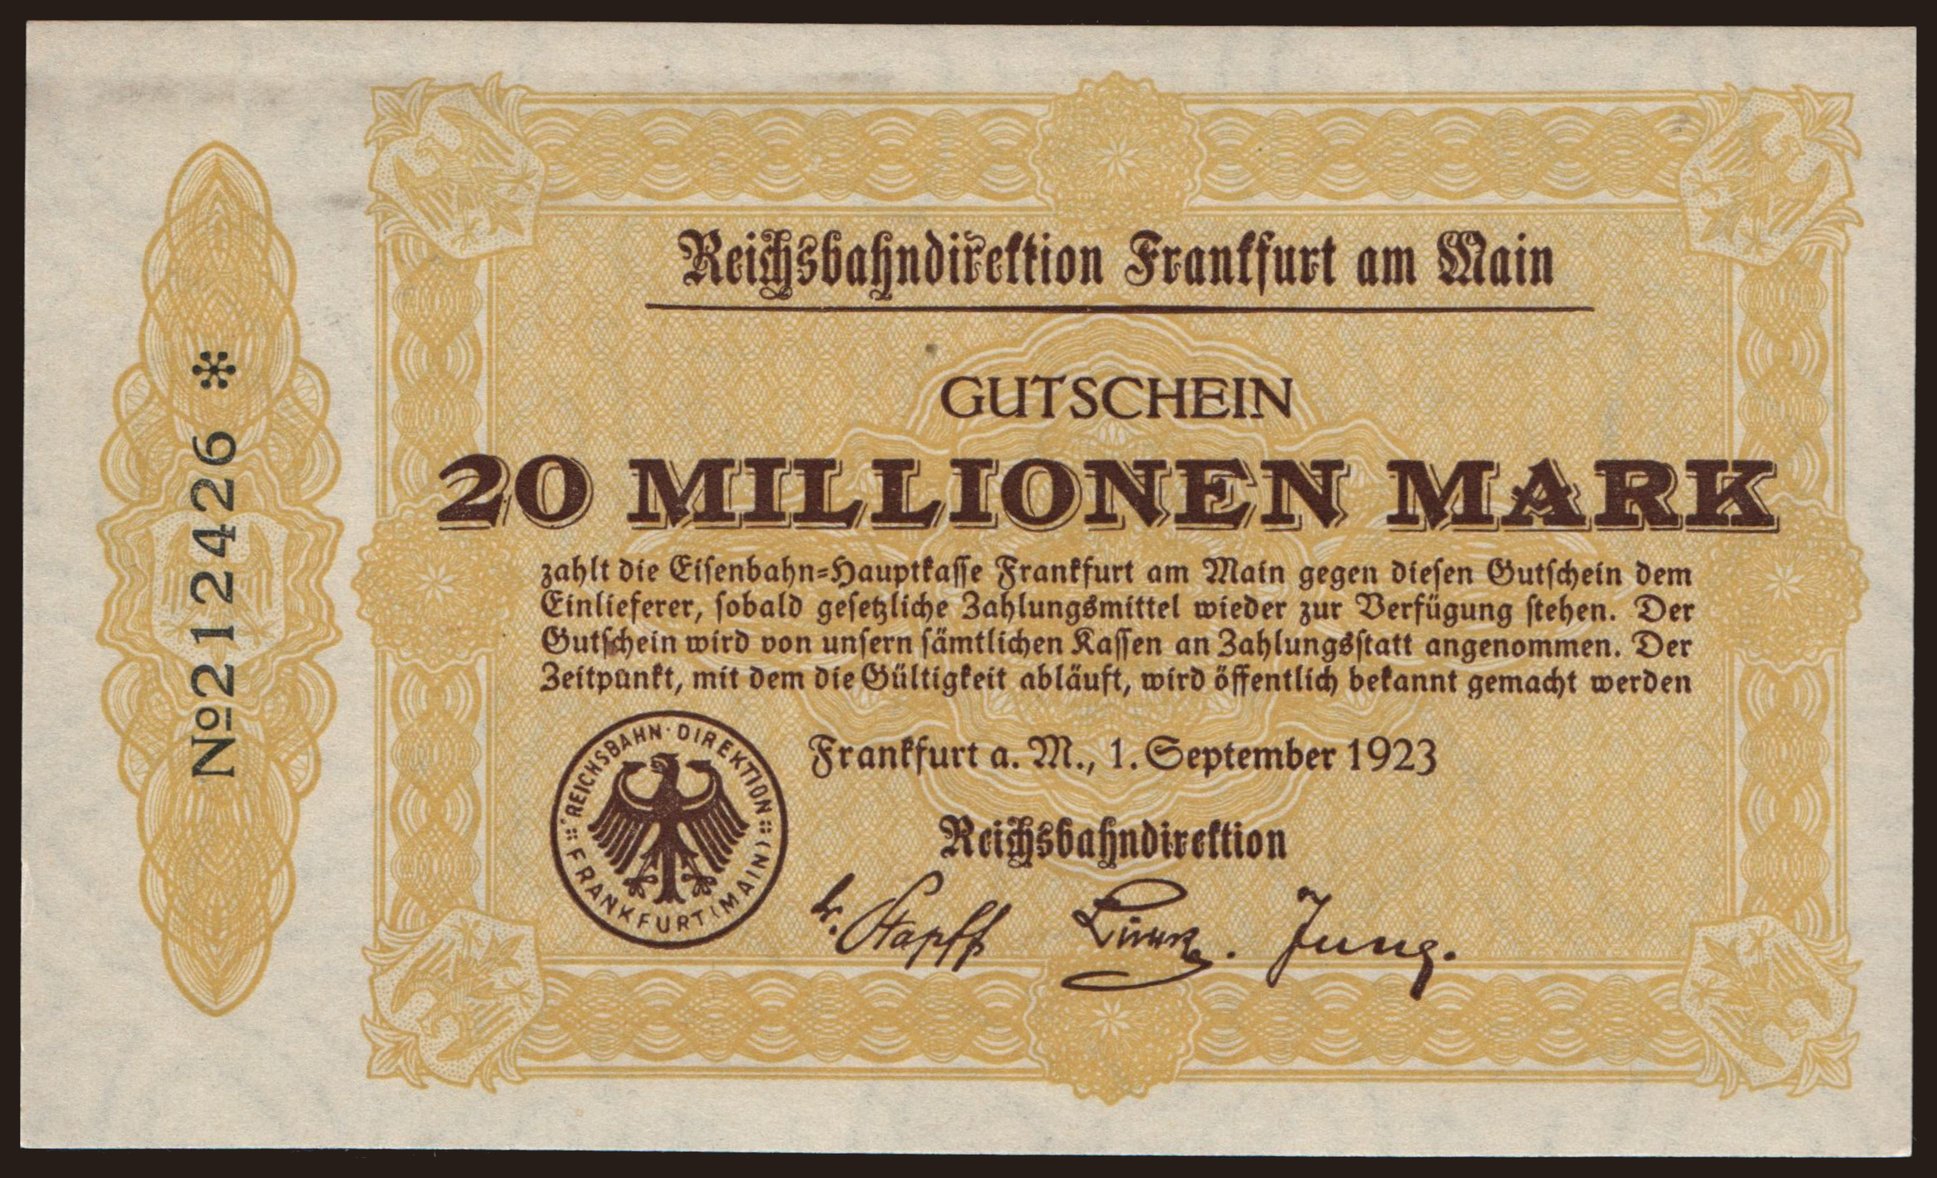 Reichsbahndirektion Frankfurt am Main
GUTSCHEIN
20 MILLIONEN MARK
zahlt die Eisenbahn=Hauptkasse Frankfurt am Main gegen diesen Gutschein dem
Einlieferer, sobald gesetzliche Zahlungsmittel wieder zur Verfügung stehen. Der
Gutschein wird von unsern sämtlichen Kassen an Zahlungsstatt angenommen. Der
Zeitpunkt, mit dem die Gültigkeit abläuft, wird öffentlich bekannt gemacht werden
Frankfurt a. M., 1. September 1923
Reichsbahndirektion
Stapff Jung.
REICHSBAHN·DIREKTION
FRANKFURT (MAIN)
№212426 *